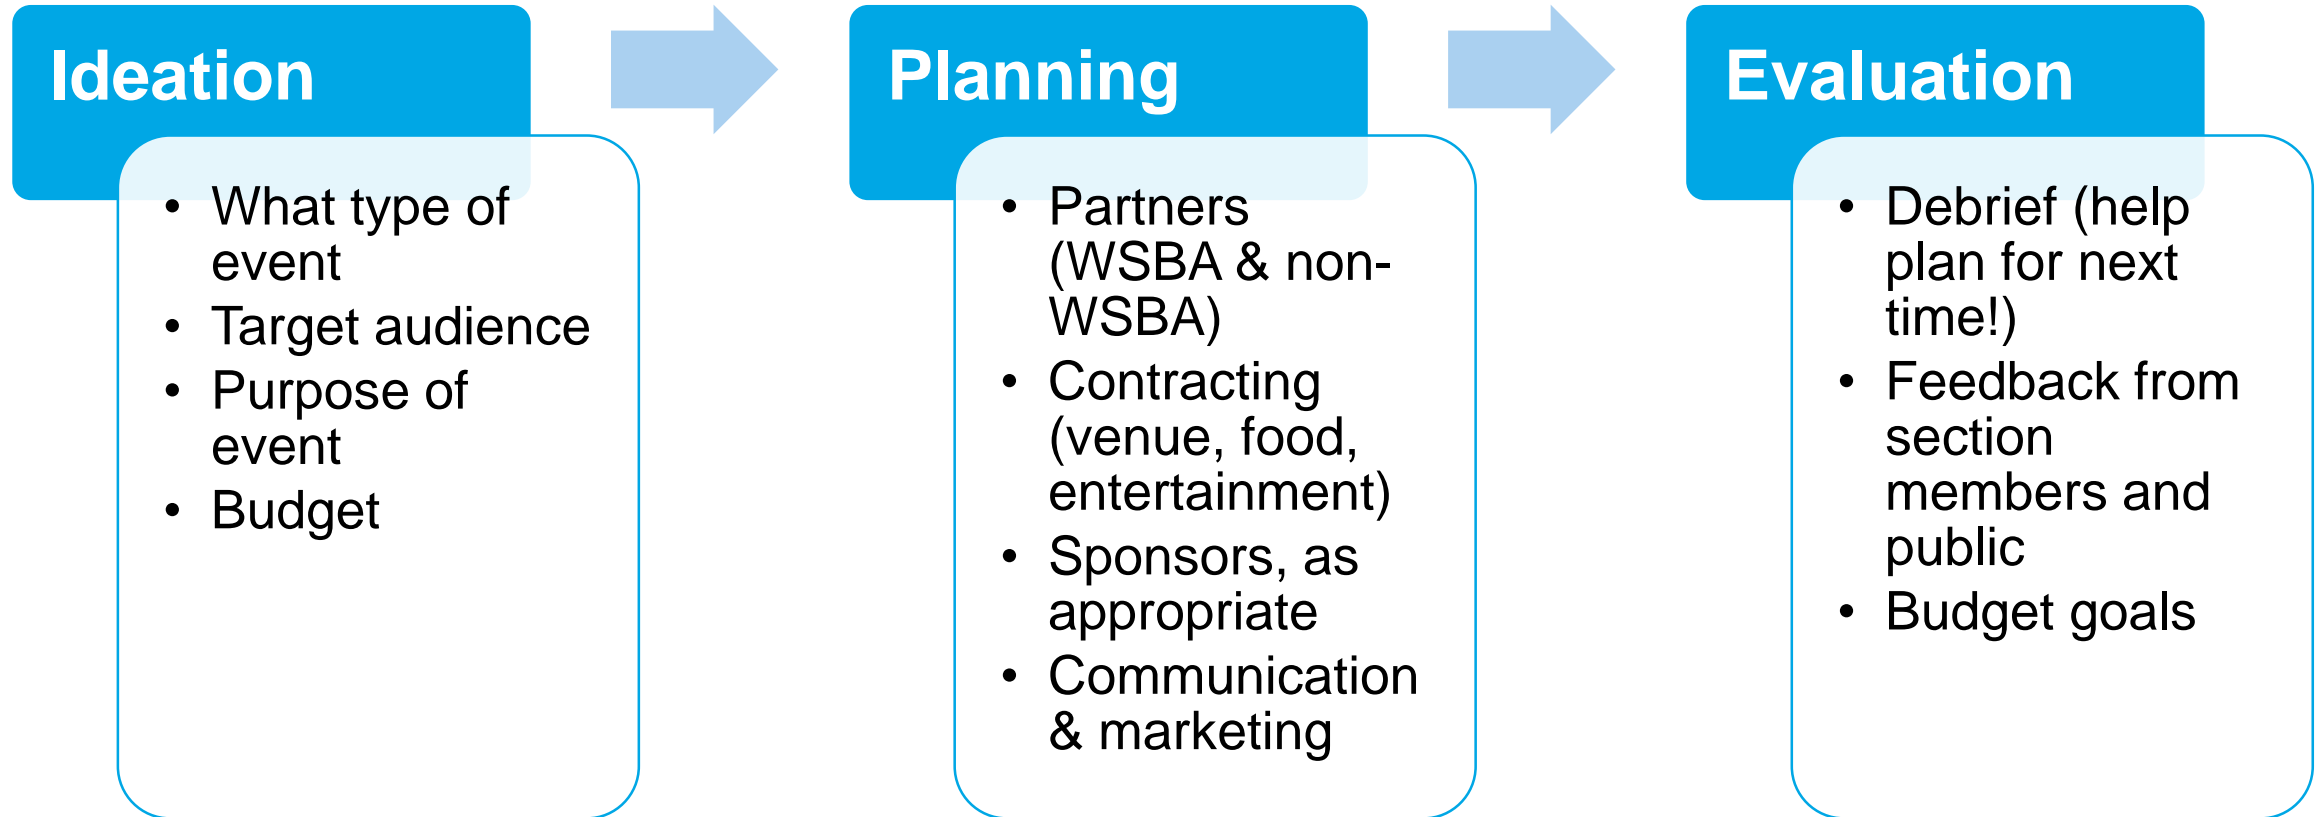 Ideation
• What type of
event
• Target audience
• Purpose of
event
• Budget
Planning
• Partners
(WSBA & non-
WSBA)
• Contracting
(venue, food,
entertainment)
• Sponsors, as
appropriate
• Communication
& marketing
Evaluation
• Debrief (help
plan for next
time!)
• Feedback from
section
members and
public
• Budget goals